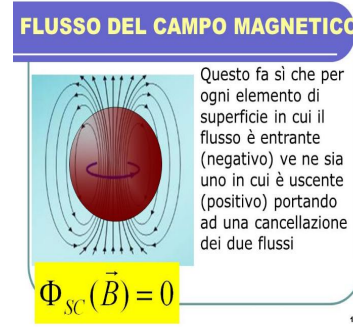 FLUSSO DEL CAMPO MAGNETICO
Questo fa sì che per
ogni elemento di
superficie in cui il
flusso è entrante
(negativo) ve ne sia
uno in cui è uscente
(positivo) portando
ad una cancellazione
dei due flussi
Φ_SC(B⃗) = 0